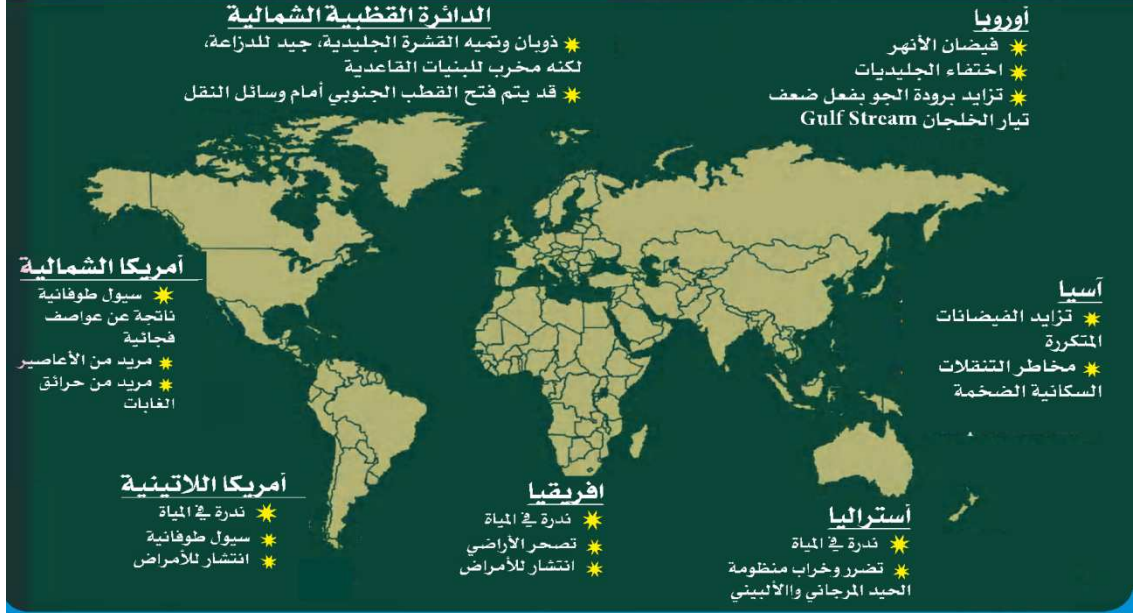 أوروبا
فيضان الأنهر
اختفاء الجليديات
تزايد برودة الجو بفعل ضعف
تيار الخلجان Gulf Stream
الدائرة القظبية الشمالية
ذوبان وتميه القشرة الجليدية، جيد للدزاعة،
لكنه مخرب للبنيات القاعدية
قد يتم فتح القطب الجنوبي أمام وسائل النقل
أمريكا الشمالية
سيول طوفانية
ناتجة عن عواصف
فجائية
مريد من الأعاصير
مريد من حرائق
الغابات
آسيا
تزايد الفيضانات
المتكررة
مخاطر التنقلات
السكانية الضخمة
أستراليا
ندرة في المياة
تضرر وخراب منظومة
الحيد المرجاني واالألبيني
افريقيا
ندرة في المياة
تصحر الأراضي
انتشار للأمراض
أمريكا اللاتينية
ندرة في المياة
سيول طوفانية
انتشار للأمراض